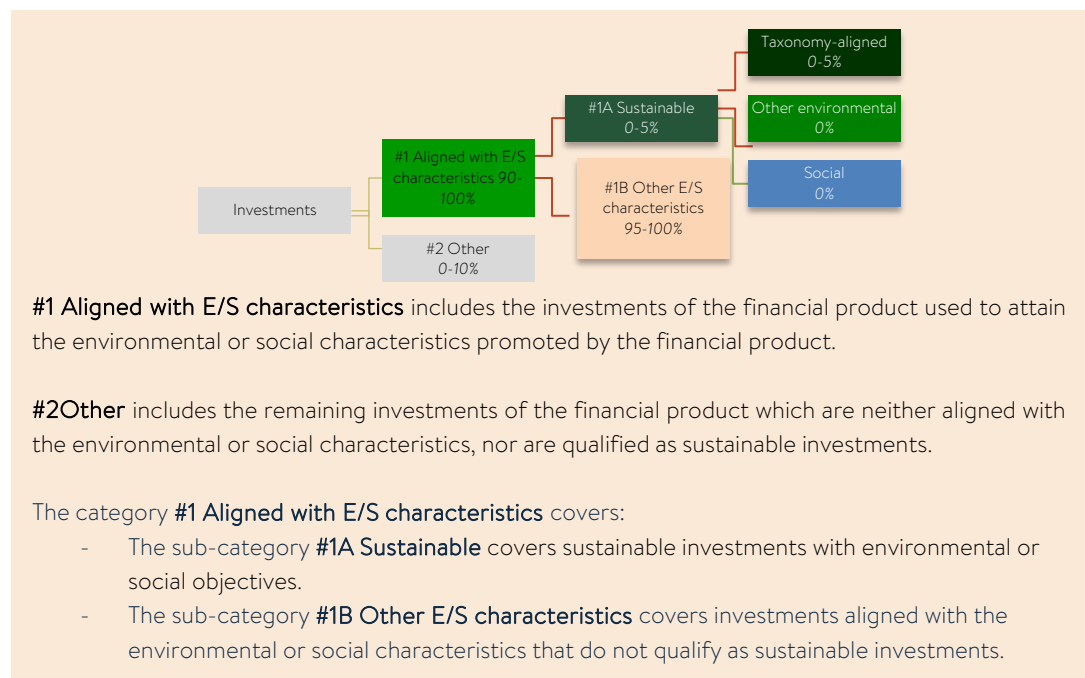 Taxonomy-aligned
0-5%
#1A Sustainable
0-5%
Other environmental
0%
#1 Aligned with E/S
characteristics 90-
100%
#1B Other E/S
characteristics
95-100%
Social
0%
Investments
#2 Other
0-10%
#1 Aligned with E/S characteristics includes the investments of the financial product used to attain
the environmental or social characteristics promoted by the financial product.
#2Other includes the remaining investments of the financial product which are neither aligned with
the environmental or social characteristics, nor are qualified as sustainable investments.
The category #1 Aligned with E/S characteristics covers:
- The sub-category #1A Sustainable covers sustainable investments with environmental or
social objectives.
- The sub-category #1B Other E/S characteristics covers investments aligned with the
environmental or social characteristics that do not qualify as sustainable investments.